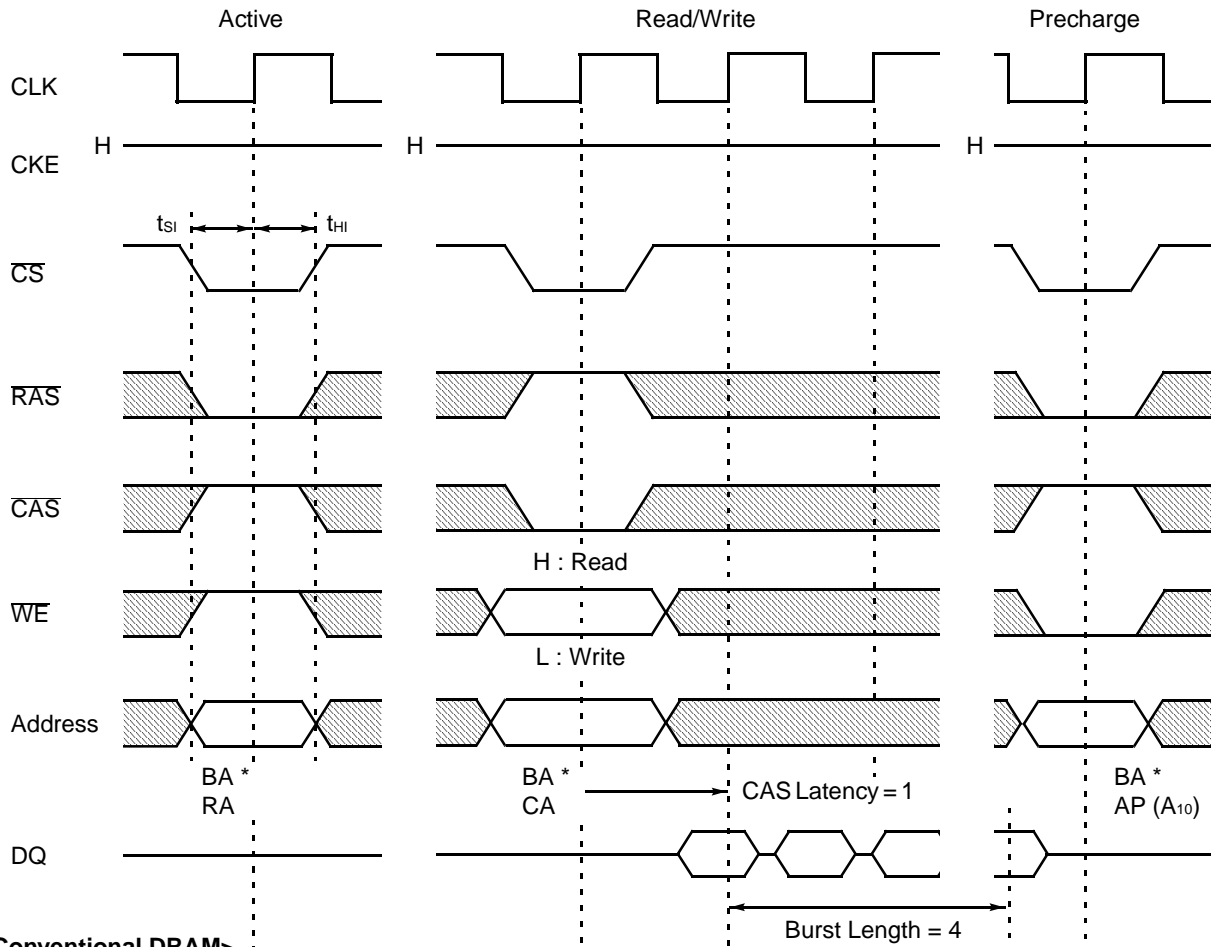 Active Read/Write Precharge
CLK
H H H
CKE
tSI tHI
CS
RAS
CAS
H : Read
WE
L : Write
Address
BA * BA * CAS Latency = 1 BA *
RA CA AP (A10)
DQ
Burst Length = 4
Conventional DRAM>